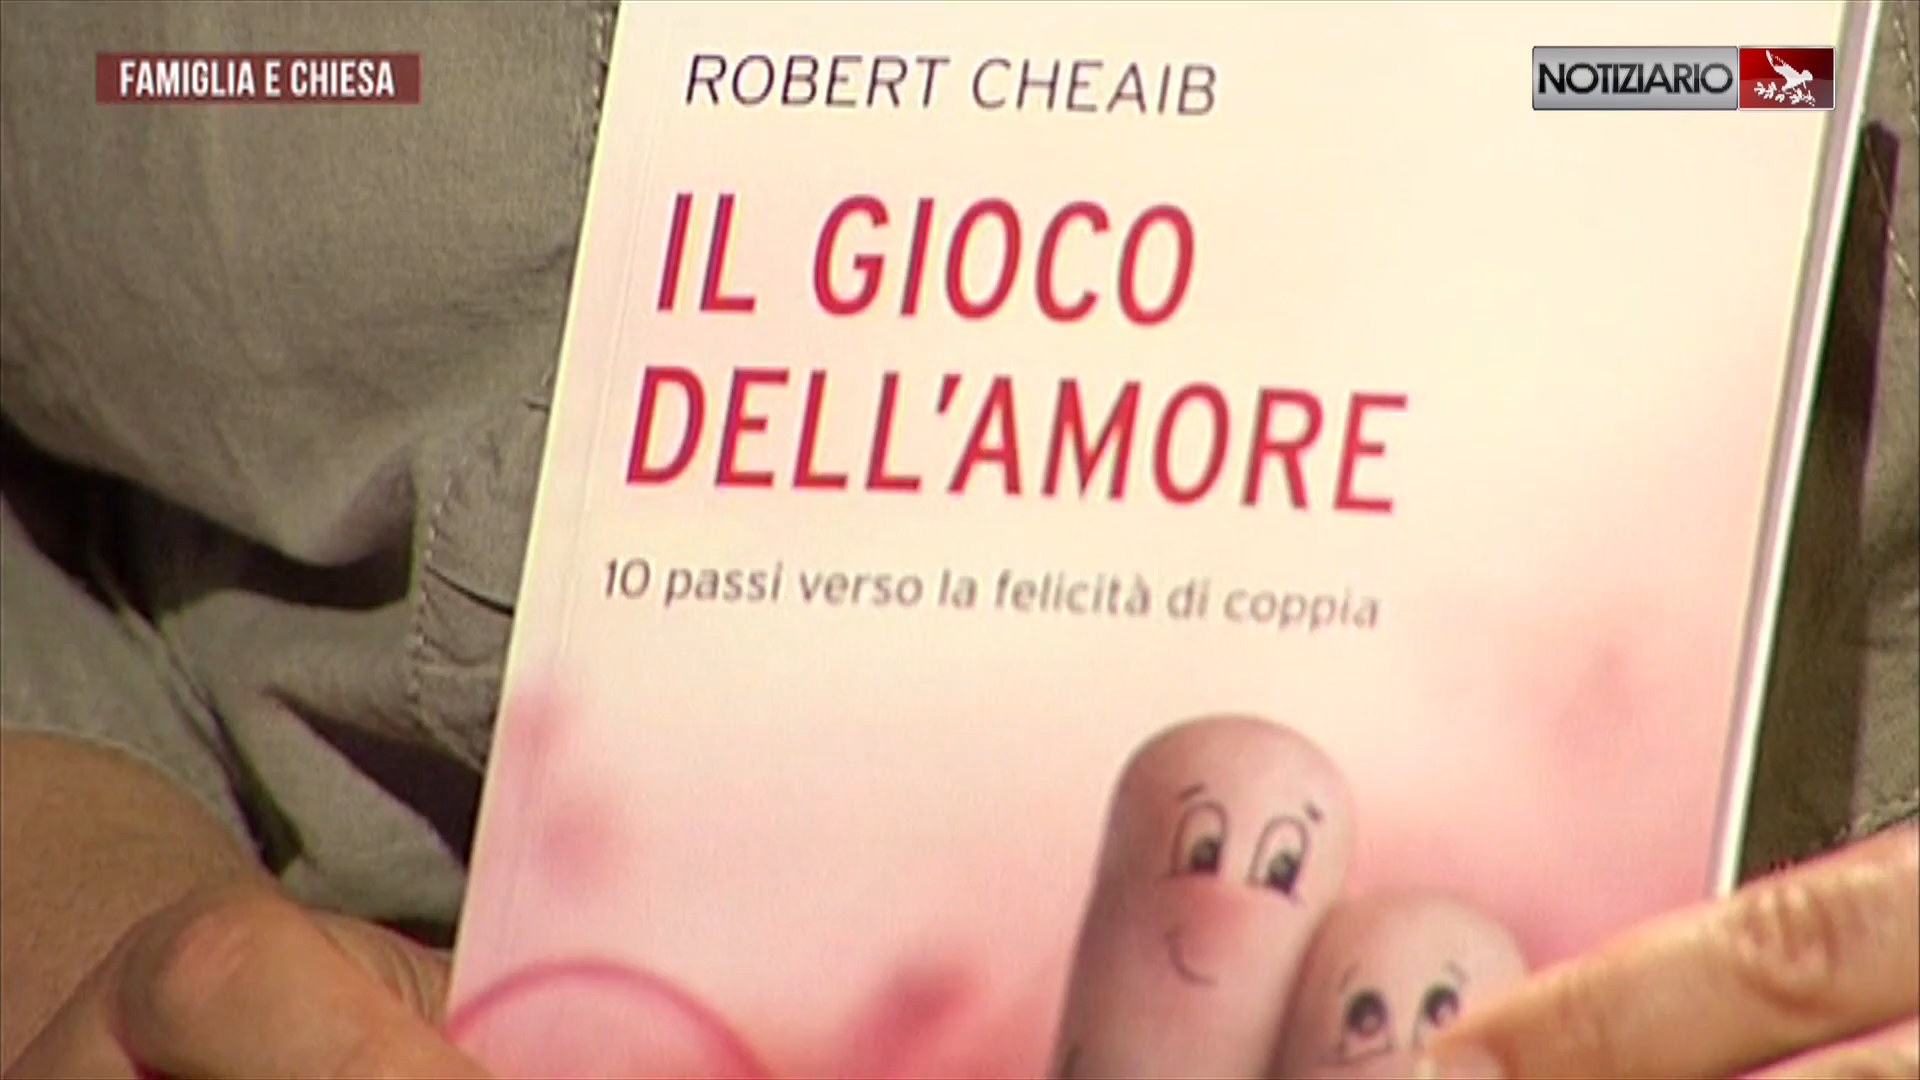 FAMIGLIA E CHIESA
NOTIZIARIO
ROBERT CHEAIB
IL GIOCO
DELL'AMORE
10 passi verso la felicità di coppia